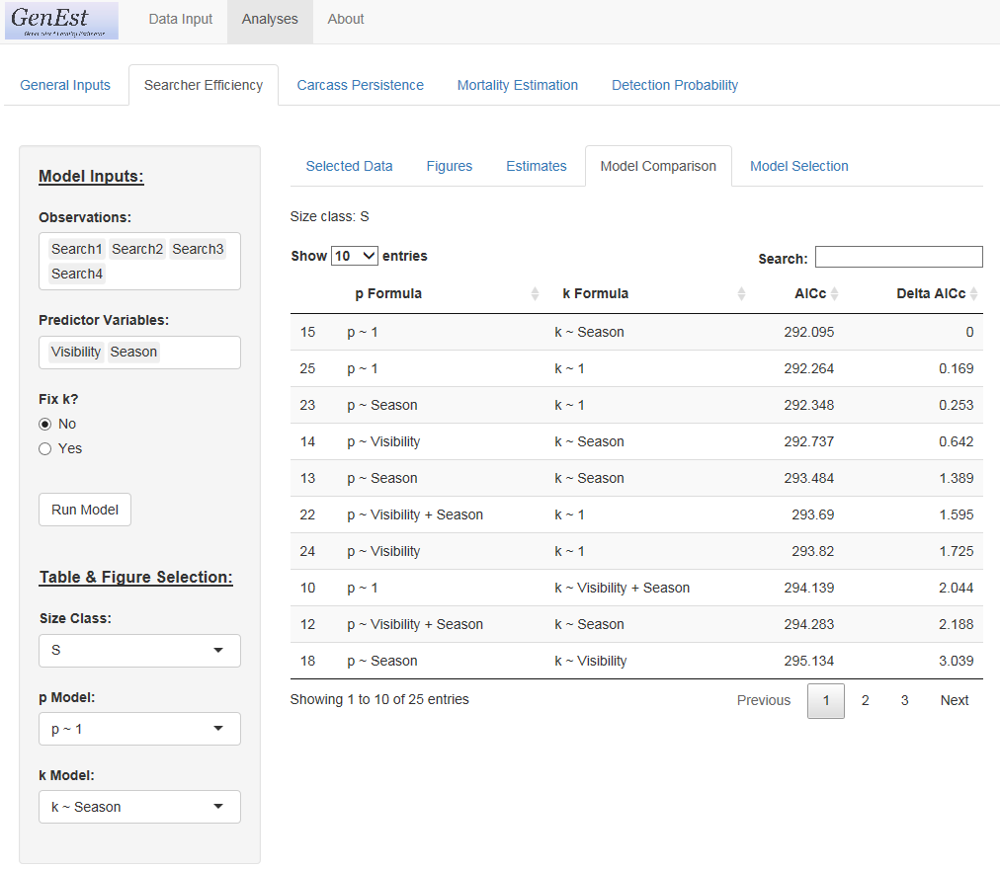 GenEst
Data Input Analyses About
General Inputs Searcher Efficiency Carcass Persistence Mortality Estimation Detection Probability
Model Inputs:
Observations:
Search1 Search2 Search3
Search4
Predictor Variables:
Visibility Season
Fix k?
No
Yes
Run Model
Table & Figure Selection:
Size Class:
S
p Model:
p ~ 1
k Model:
k ~ Season
Selected Data Figures Estimates Model Comparison Model Selection
Size class: S
Show 10 entries
Search:
p Formula k Formula AICc Delta AICc
15 p ~ 1 k ~ Season 292.095 0
25 p ~ 1 k ~ 1 292.264 0.169
23 p ~ Season k ~ 1 292.348 0.253
14 p ~ Visibility k ~ Season 292.737 0.642
13 p ~ Season k ~ Season 293.484 1.389
22 p ~ Visibility + Season k ~ 1 293.69 1.595
24 p ~ Visibility k ~ 1 293.82 1.725
10 p ~ 1 k ~ Visibility + Season 294.139 2.044
12 p ~ Visibility + Season k ~ Season 294.283 2.188
18 p ~ Season k ~ Visibility 295.134 3.039
Showing 1 to 10 of 25 entries
Previous 1 2 3 Next